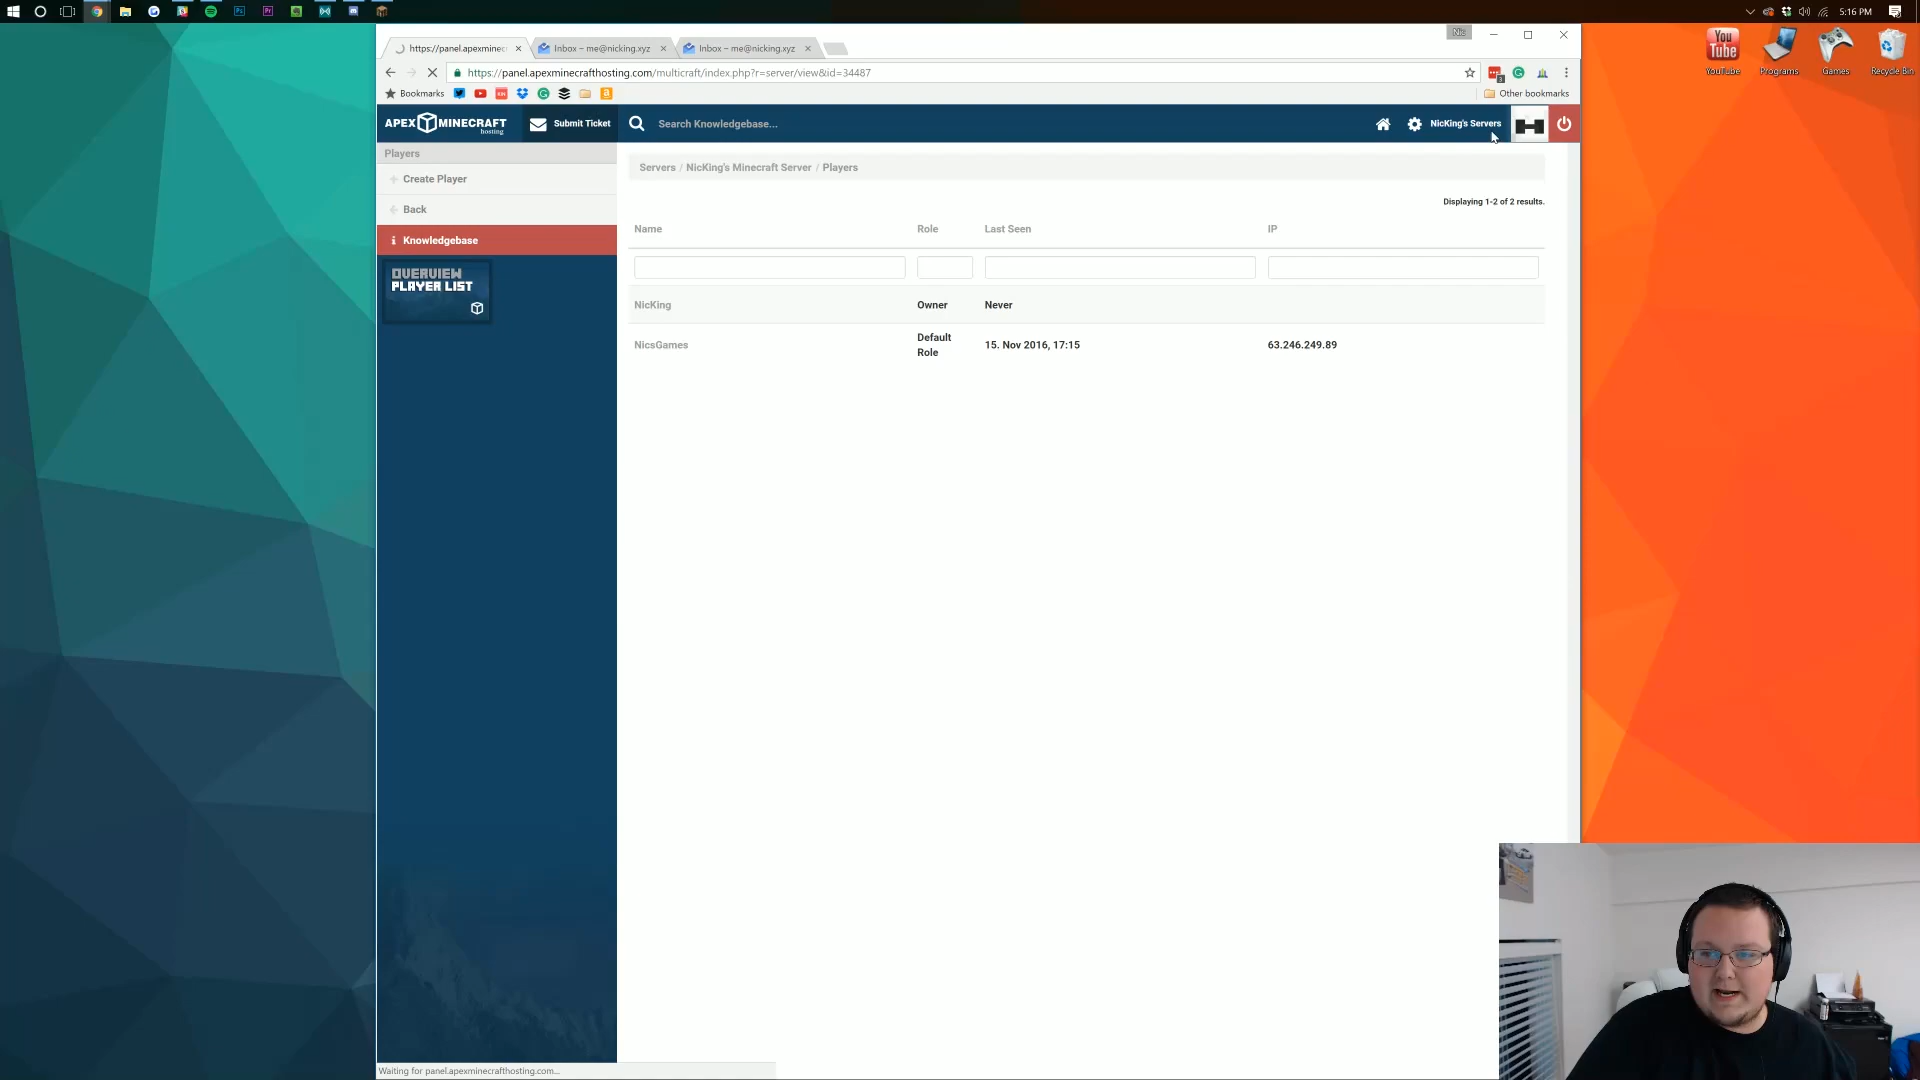 5:16 PM
Nic
https://panel.apexminec
Inbox – me@nicking.xyz
Inbox – me@nicking.xyz
https://panel.apexminecrafthosting.com/multicraft/index.php?r=server/view&id=34487
Bookmarks
Other bookmarks
YouTube
Programs
Games
Recycle Bin
APEX MINECRAFT
hosting
Submit Ticket
Search Knowledgebase...
NicKing's Servers
Players
Create Player
Back
Knowledgebase
OVERVIEW
PLAYER LIST
Servers / NicKing's Minecraft Server / Players
Displaying 1-2 of 2 results.
Name Role Last Seen IP
NicKing Owner Never
NicsGames Default Role 15. Nov 2016, 17:15 63.246.249.89
Waiting for panel.apexminecrafthosting.com...